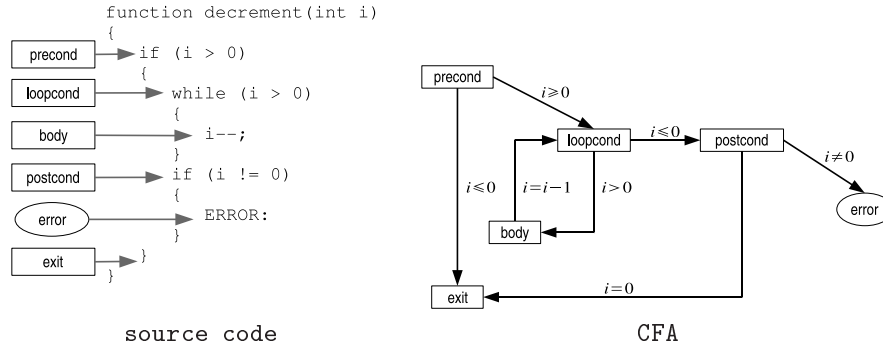 function decrement(int i)
{
precond if (i > 0)
{
loopcond while (i > 0)
{
body i--;
}
postcond if (i != 0)
{
error ERROR:
}
exit }
}
source code
precond
i⩾0
loopcond i⩽0 postcond
i≠0
i⩽0 i=i−1 i>0
error
body
exit i=0
CFA